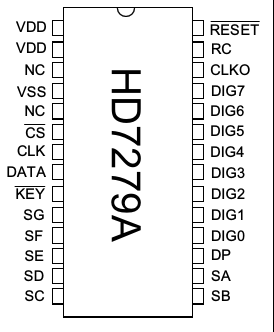 VDD
VDD
NC
VSS
NC
CS
CLK
DATA
KEY
SG
SF
SE
SD
SC
HD7279A
RESET
RC
CLKO
DIG7
DIG6
DIG5
DIG4
DIG3
DIG2
DIG1
DIG0
DP
SA
SB